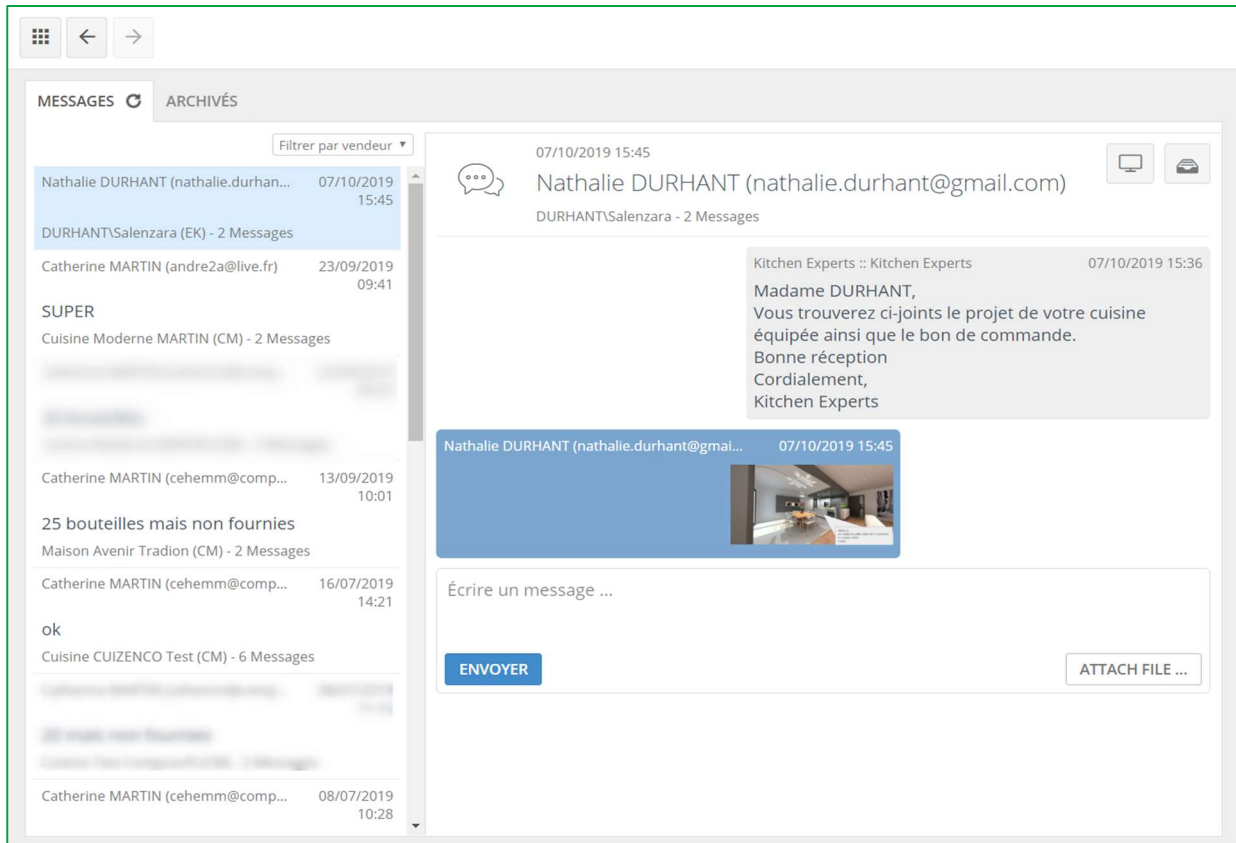 MESSAGES
ARCHIVÉS
Filtrer par vendeur
Nathalie DURHANT (nathalie.durhan... 07/10/2019
15:45
DURHANT\Salenzara (EK) - 2 Messages
Catherine MARTIN (andre2a@live.fr) 23/09/2019
09:41
SUPER
Cuisine Moderne MARTIN (CM) - 2 Messages
Catherine MARTIN (cehemm@comp... 13/09/2019
10:01
25 bouteilles mais non fournies
Maison Avenir Tradion (CM) - 2 Messages
Catherine MARTIN (cehemm@comp... 16/07/2019
14:21
ok
Cuisine CUIZENCO Test (CM) - 6 Messages
Catherine MARTIN (cehemm@comp... 08/07/2019
10:28
07/10/2019 15:45
Nathalie DURHANT (nathalie.durhant@gmail.com)
DURHANT\Salenzara - 2 Messages
Kitchen Experts :: Kitchen Experts 07/10/2019 15:36
Madame DURHANT,
Vous trouverez ci-joints le projet de votre cuisine
équipée ainsi que le bon de commande.
Bonne réception
Cordialement,
Kitchen Experts
Nathalie DURHANT (nathalie.durhant@gmai... 07/10/2019 15:45
Écrire un message ...
ENVOYER
ATTACH FILE ...